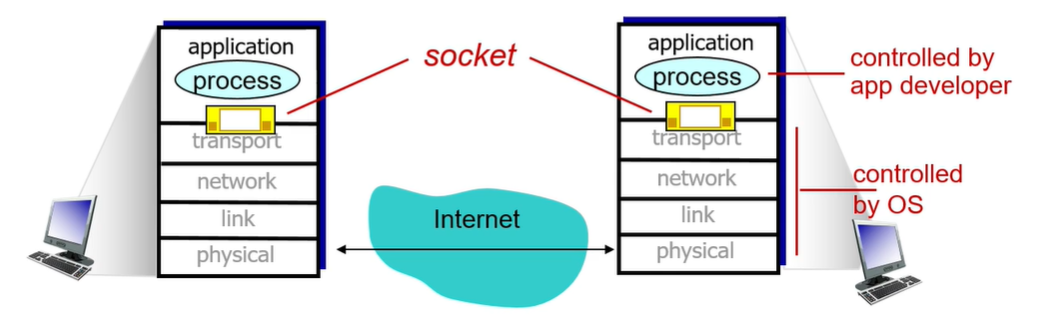 application
process
transport
network
link
physical
socket
Internet
application
process
transport
network
link
physical
controlled by
app developer
controlled
by OS